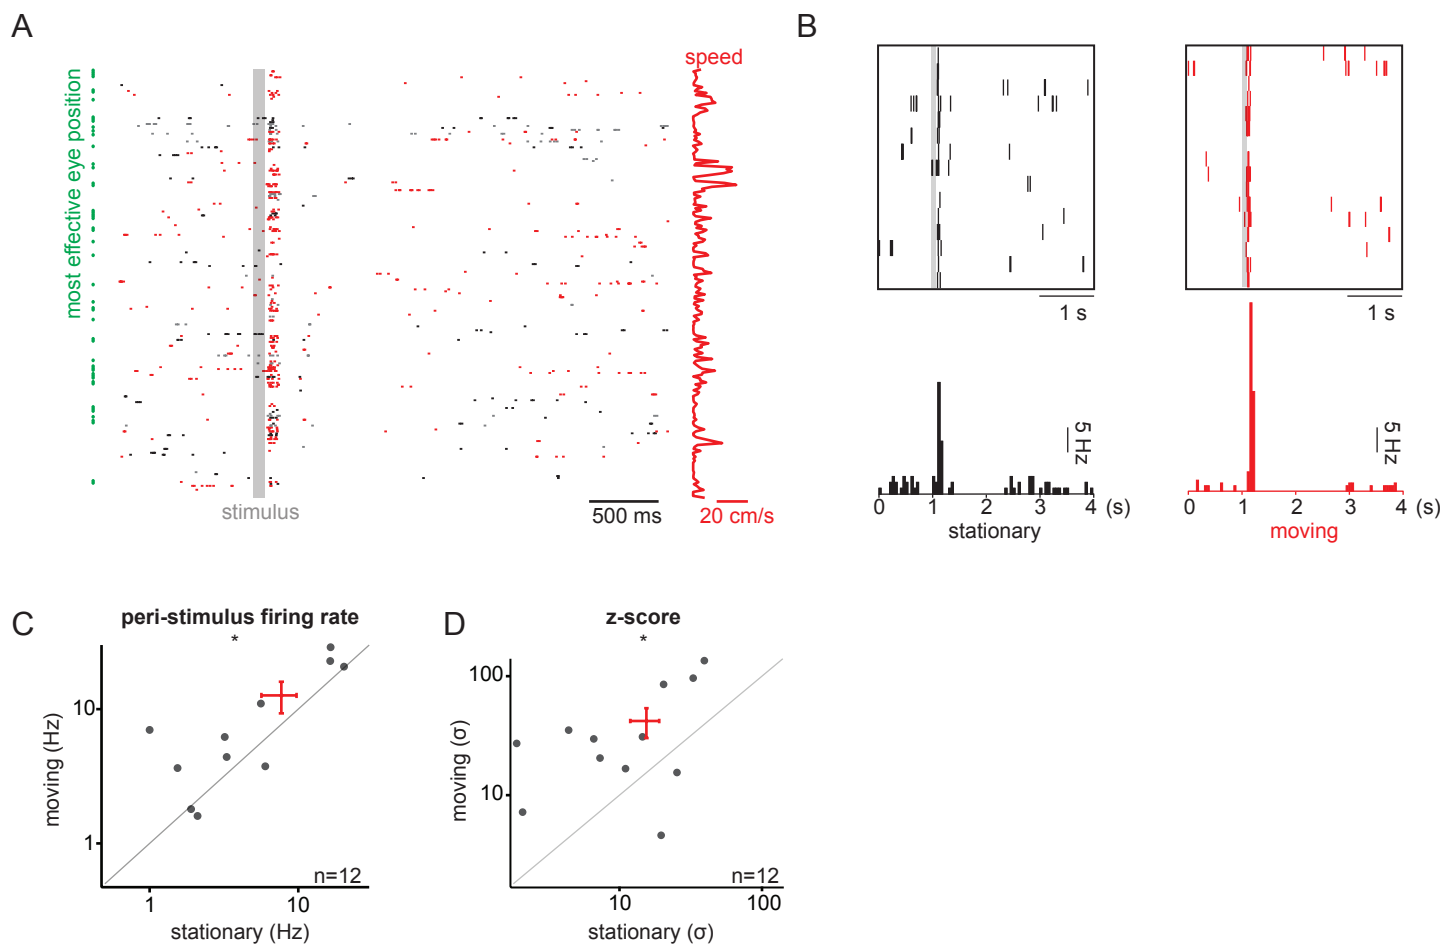 A
most effective eye position
speed
stimulus
500 ms
20 cm/s
B
1 s
1 s
5 Hz
5 Hz
0 1 2 3 4 (s)
stationary
0 1 2 3 4 (s)
moving
C
peri-stimulus firing rate
*
moving (Hz)
10
1
n=12
1 10
stationary (Hz)
D
z-score
*
moving (σ)
100
10
n=12
10 100
stationary (σ)